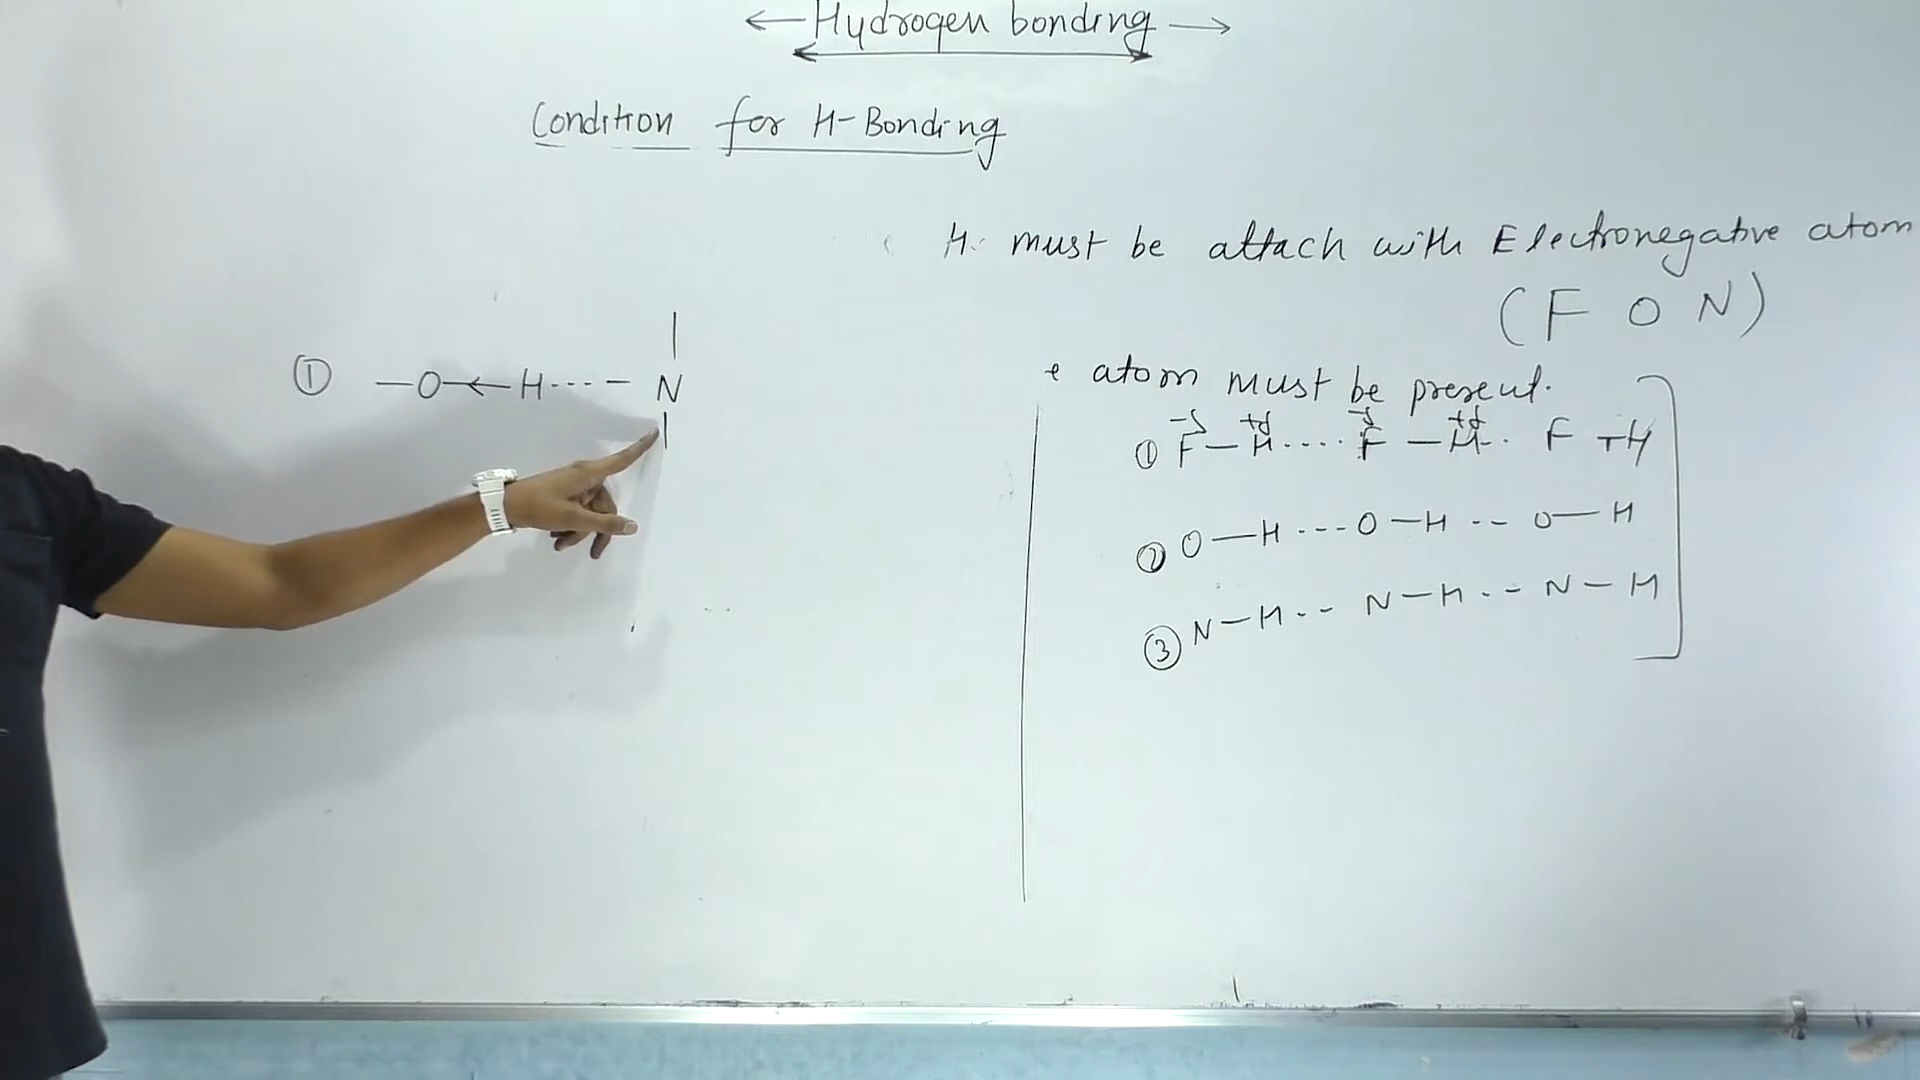 ← Hydrogen bonding →
Condition for H-Bonding
H must be attach with Electronegative atom
(F O N)
atom must be present.
① -O←H---- N
-δ +δ -δ +δ
① F-H....F-H-.. F-H
② O-H---O-H--O-H
③ N-H--N-H--N-H